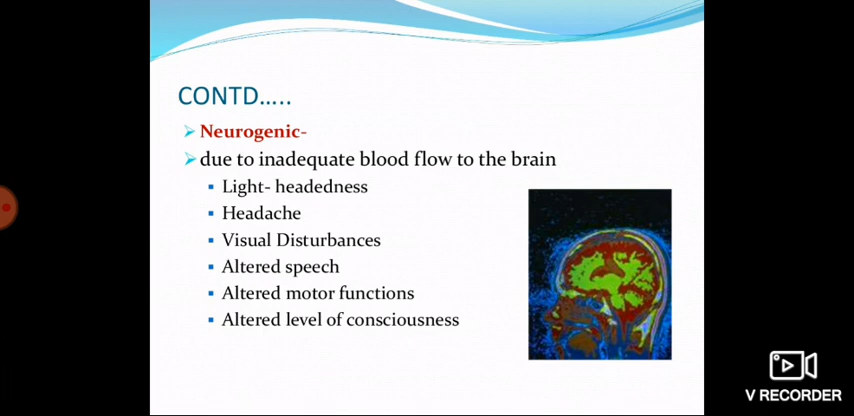 CONTD.....
Neurogenic-
due to inadequate blood flow to the brain
Light- headedness
Headache
Visual Disturbances
Altered speech
Altered motor functions
Altered level of consciousness
V RECORDER